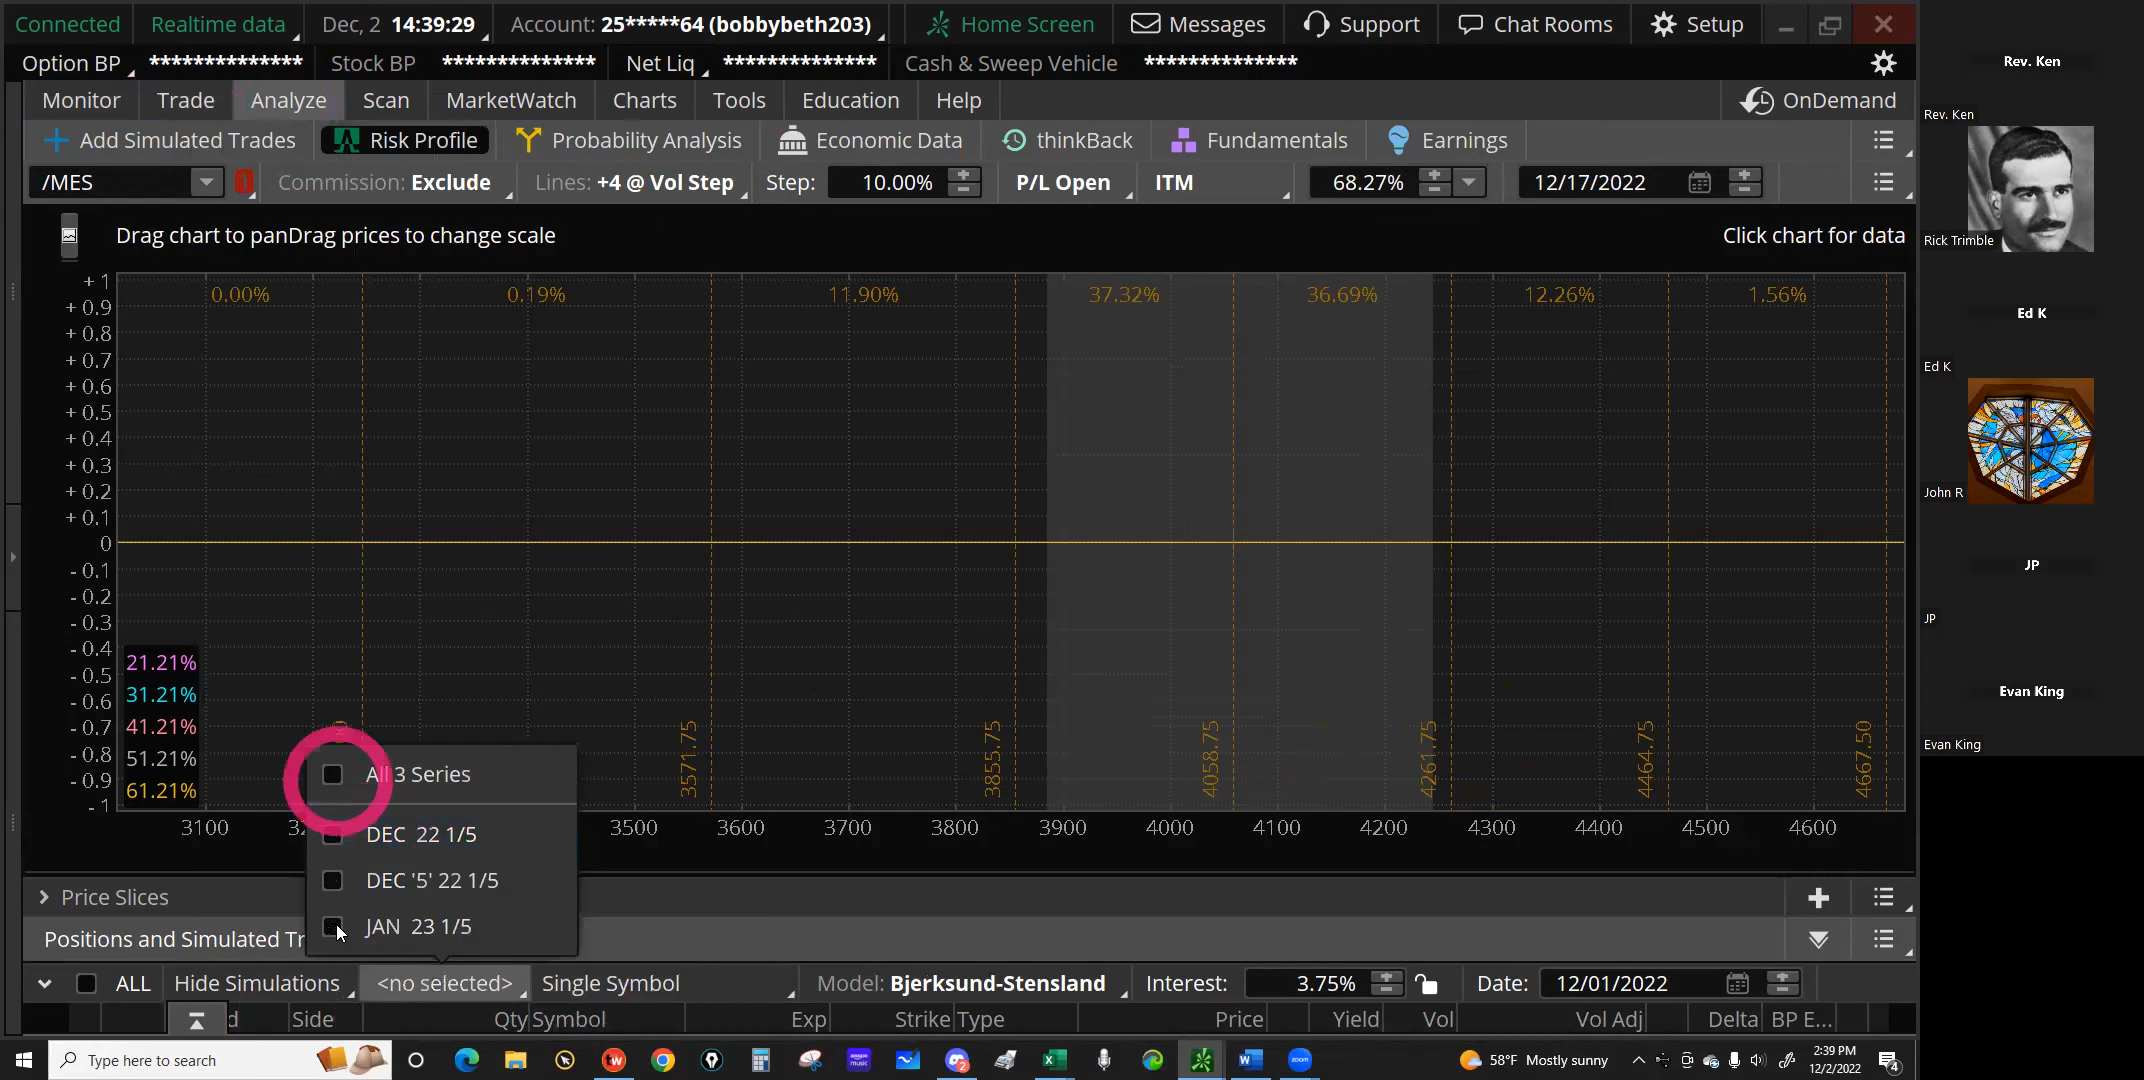 Connected Realtime data Dec, 2 14:39:29 Account: 25*****64 (bobbybeth203) Home Screen Messages Support Chat Rooms Setup
Option BP ************** Stock BP ************** Net Liq ************** Cash & Sweep Vehicle **************
Monitor Trade Analyze Scan MarketWatch Charts Tools Education Help OnDemand
Add Simulated Trades Risk Profile Probability Analysis Economic Data thinkBack Fundamentals Earnings
/MES 1 Commission: Exclude Lines: +4 @ Vol Step Step: 10.00% P/L Open ITM 68.27% 12/17/2022
Drag chart to panDrag prices to change scale Click chart for data
+ 1
0.00% 0.19% 11.90% 37.32% 36.69% 12.26% 1.56%
+ 0.9
+ 0.8
+ 0.7
+ 0.6
+ 0.5
+ 0.4
+ 0.3
+ 0.2
+ 0.1
0
- 0.1
- 0.2
- 0.3
- 0.4
- 0.5
- 0.6
- 0.7
- 0.8
- 0.9
- 1
21.21%
31.21%
41.21%
51.21%
61.21%
3571.75 3855.75 4058.75 4261.75 4464.75 4667.50
3100 3500 3600 3700 3800 3900 4000 4100 4200 4300 4400 4500 4600
All 3 Series
DEC 22 1/5
DEC '5' 22 1/5
JAN 23 1/5
Price Slices
Positions and Simulated Tr
ALL Hide Simulations <no selected> Single Symbol Model: Bjerksund-Stensland Interest: 3.75% Date: 12/01/2022
d Side Qty Symbol Exp Strike Type Price Yield Vol Vol Adj Delta BP E...
Type here to search 58°F Mostly sunny 2:39 PM
12/2/2022
4
Rev. Ken
Rev. Ken
Rick Trimble
Ed K
Ed K
John R
JP
JP
Evan King
Evan King